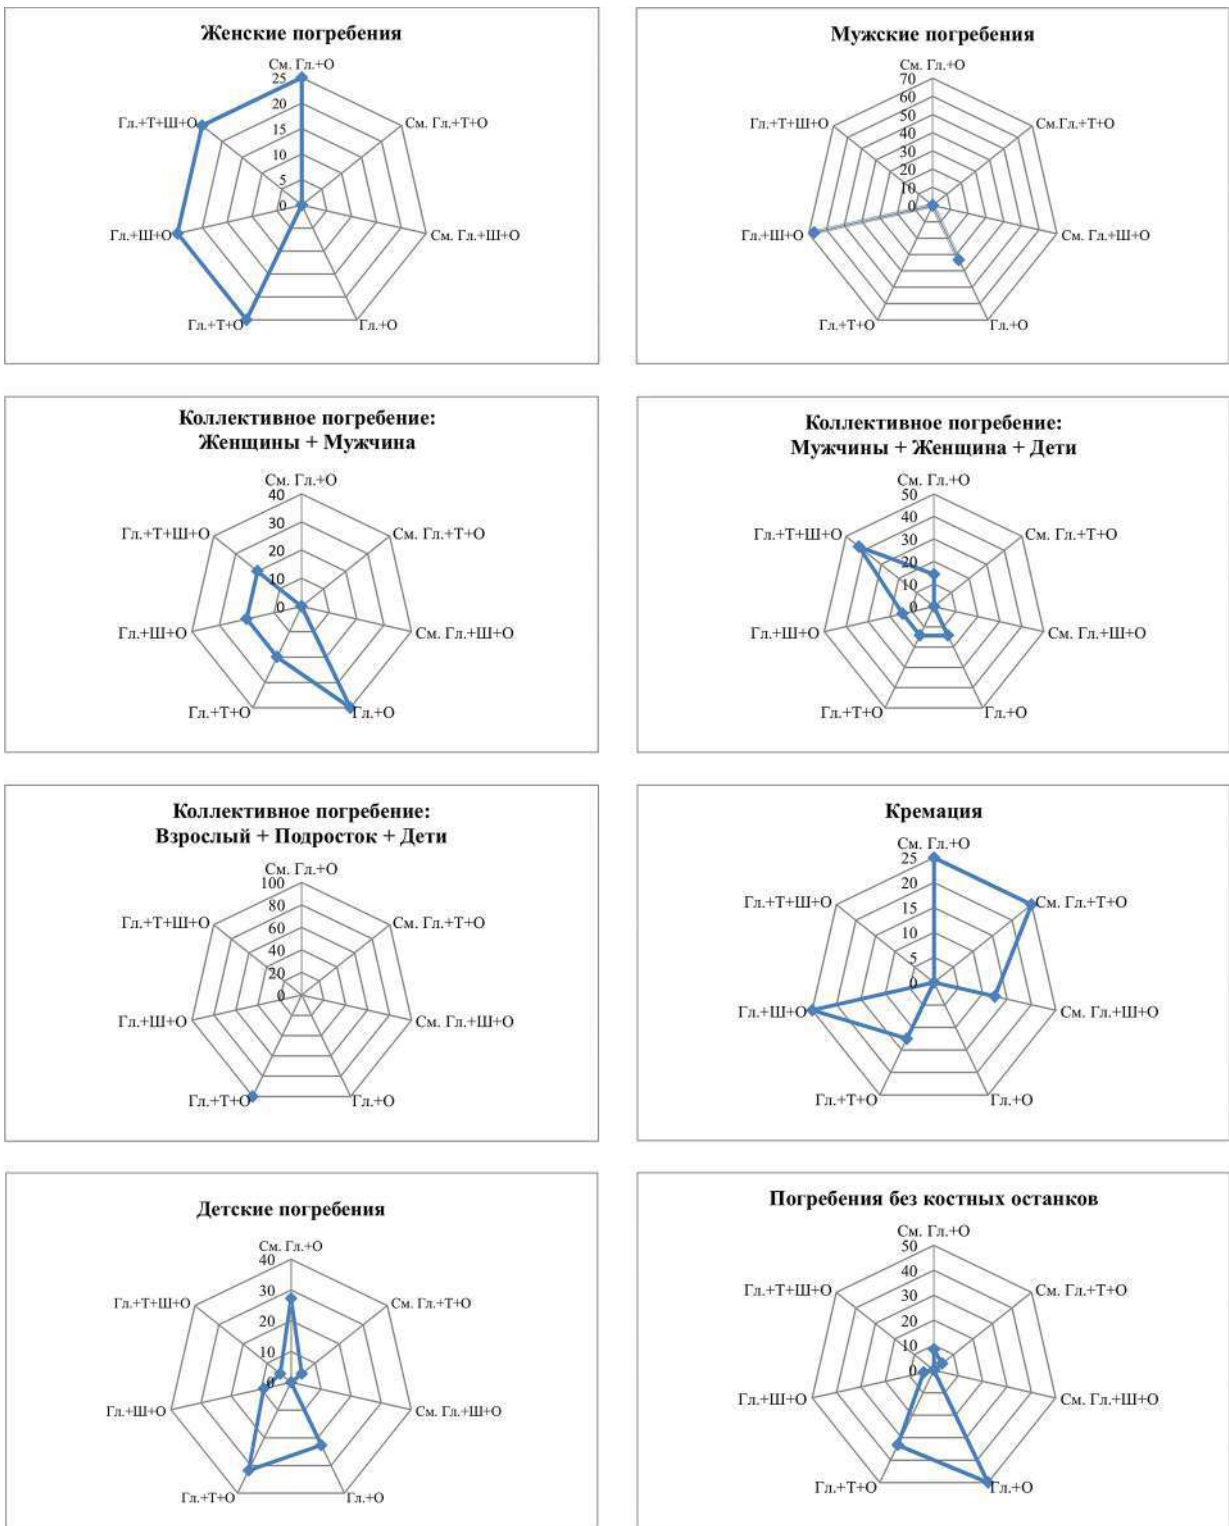 Женские погребения
См. Гл.+О
25
20
15
10
5
0
См. Гл.+Т+О
См. Гл.+Ш+О
Гл.+О
Гл.+Т+О
Гл.+Ш+О
Гл.+Т+Ш+О
Мужские погребения
См. Гл.+О
70
60
50
40
30
20
10
0
См.Гл.+Т+О
См. Гл.+Ш+О
Гл.+О
Гл.+Т+О
Гл.+Ш+О
Гл.+Т+Ш+О
Коллективное погребение:
Женщины + Мужчина
См. Гл.+О
40
30
20
10
0
См. Гл.+Т+О
См. Гл.+Ш+О
Гл.+О
Гл.+Т+О
Гл.+Ш+О
Гл.+Т+Ш+О
Коллективное погребение:
Мужчины + Женщина + Дети
См. Гл.+О
50
40
30
20
10
0
См. Гл.+Т+О
См. Гл.+Ш+О
Гл.+О
Гл.+Т+О
Гл.+Ш+О
Гл.+Т+Ш+О
Коллективное погребение:
Взрослый + Подросток + Дети
См. Гл.+О
100
80
60
40
20
0
См. Гл.+Т+О
См. Гл.+Ш+О
Гл.+О
Гл.+Т+О
Гл.+Ш+О
Гл.+Т+Ш+О
Кремация
См. Гл.+О
25
20
15
10
5
0
См. Гл.+Т+О
См. Гл.+Ш+О
Гл.+О
Гл.+Т+О
Гл.+Ш+О
Гл.+Т+Ш+О
Детские погребения
См. Гл.+О
40
30
20
10
0
См. Гл.+Т+О
См. Гл.+Ш+О
Гл.+О
Гл.+Т+О
Гл.+Ш+О
Гл.+Т+Ш+О
Погребения без костных останков
См. Гл.+О
50
40
30
20
10
0
См. Гл.+Т+О
См. Гл.+Ш+О
Гл.+О
Гл.+Т+О
Гл.+Ш+О
Гл.+Т+Ш+О